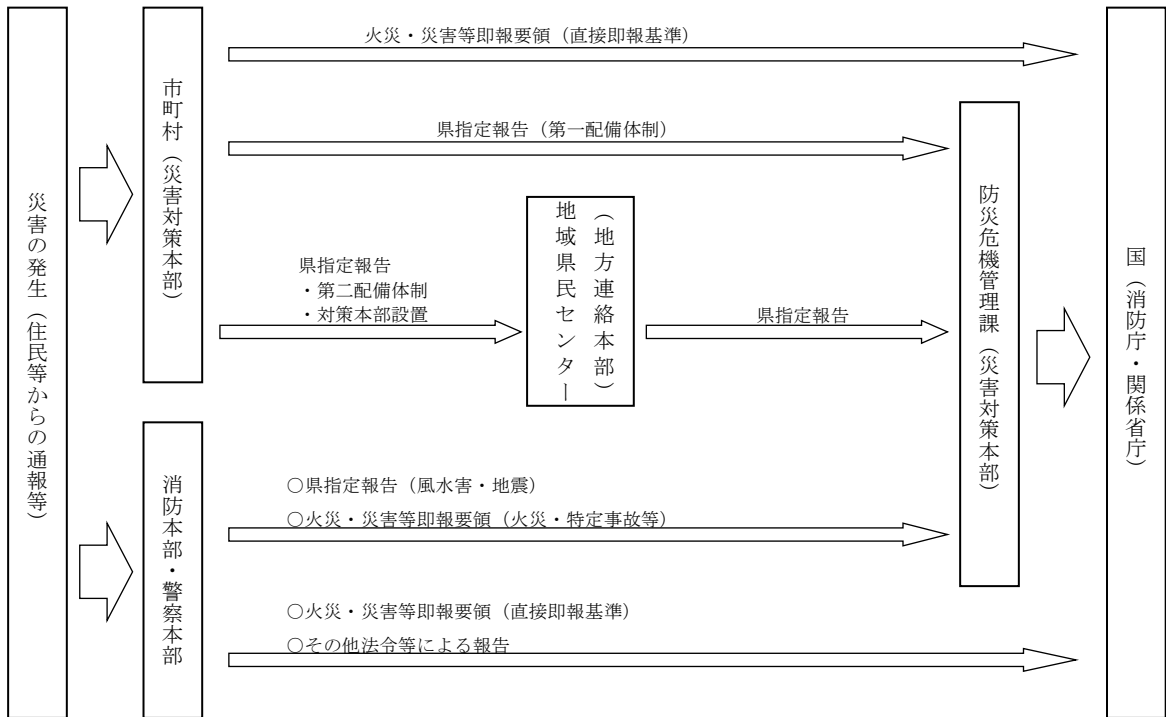 災害の発生（住民等からの通報等）
市町村（災害対策本部）
消防本部・警察本部
火災・災害等即報要領（直接即報基準）
県指定報告（第一配備体制）
県指定報告
・第二配備体制
・対策本部設置
（地方連絡本部）
地域県民センター
県指定報告
○県指定報告（風水害・地震）
○火災・災害等即報要領（火災・特定事故等）
○火災・災害等即報要領（直接即報基準）
○その他法令等による報告
防災危機管理課（災害対策本部）
国（消防庁・関係省庁）